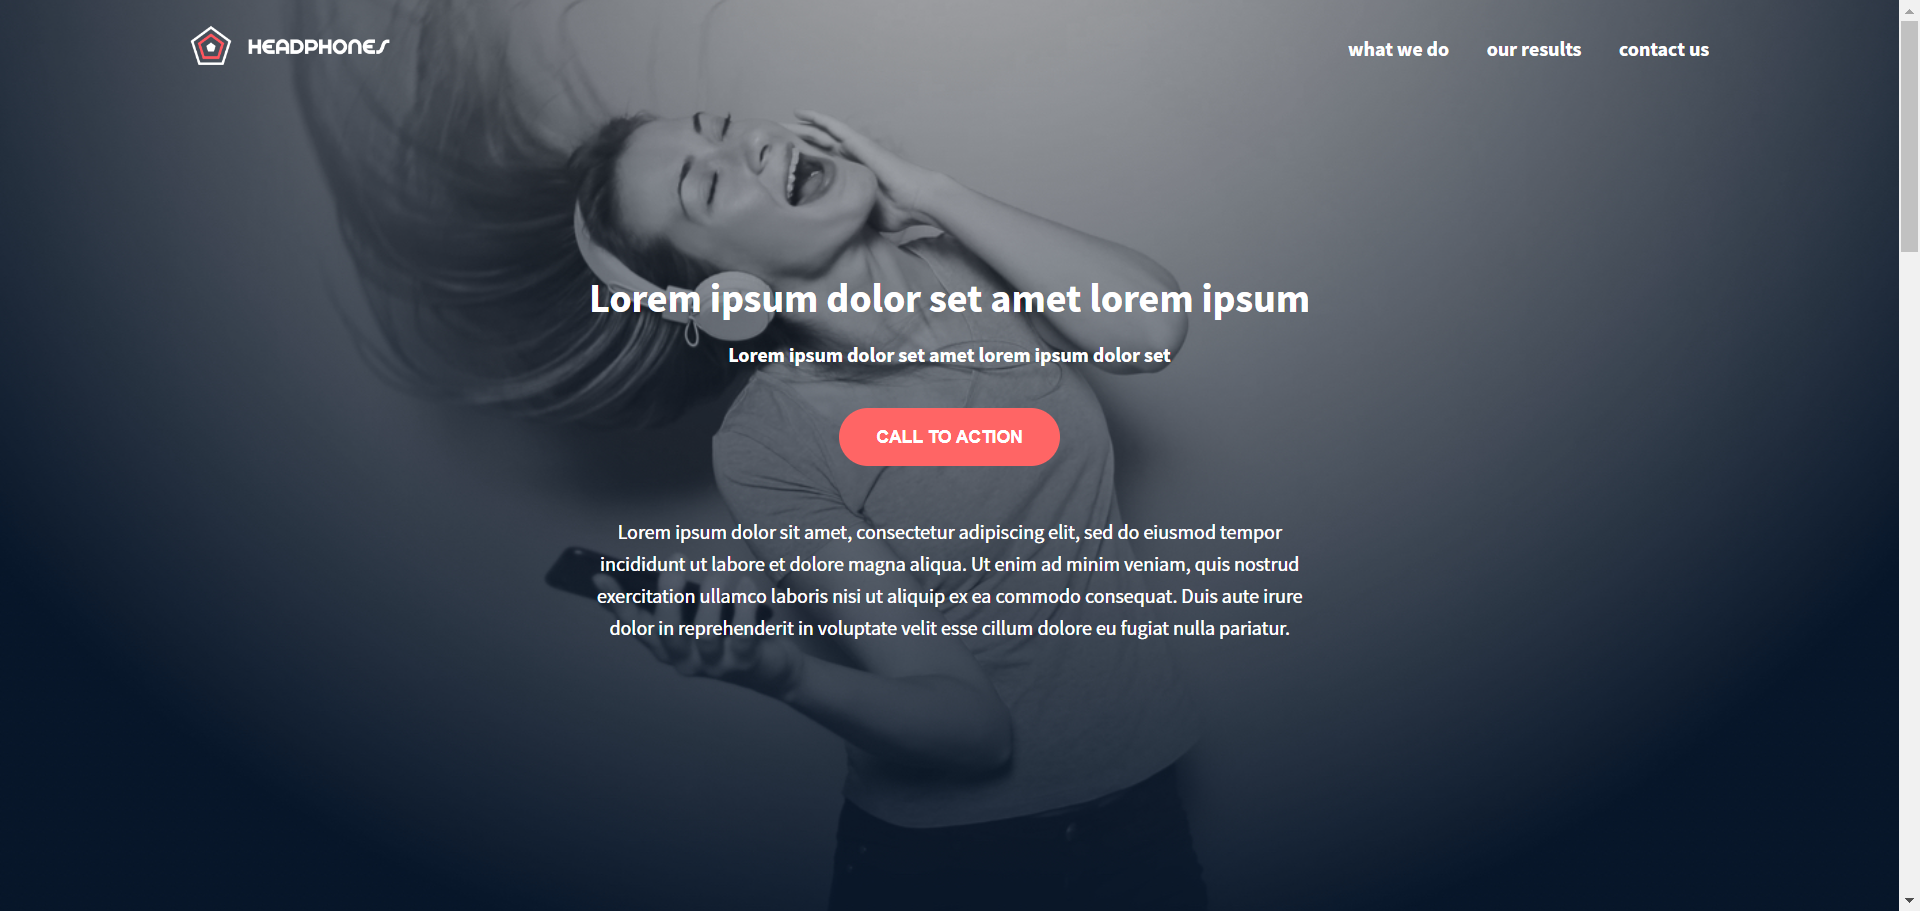 HEADPHONES
what we do our results contact us
Lorem ipsum dolor set amet lorem ipsum
Lorem ipsum dolor set amet lorem ipsum dolor set
CALL TO ACTION
Lorem ipsum dolor sit amet, consectetur adipiscing elit, sed do eiusmod tempor
incididunt ut labore et dolore magna aliqua. Ut enim ad minim veniam, quis nostrud
exercitation ullamco laboris nisi ut aliquip ex ea commodo consequat. Duis aute irure
dolor in reprehenderit in voluptate velit esse cillum dolore eu fugiat nulla pariatur.